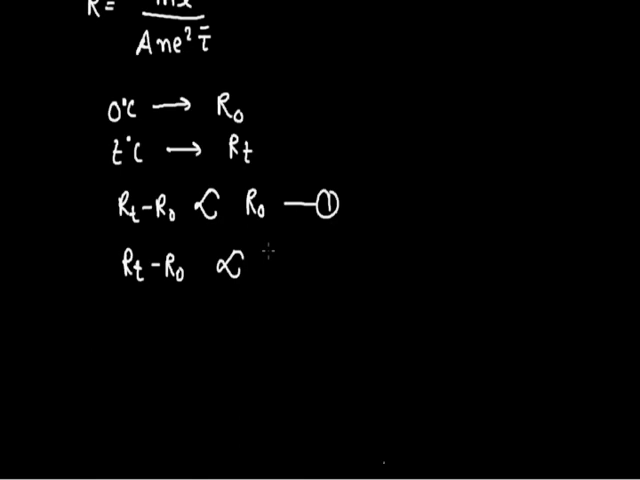 R =
Ane² τ̄
0°C → R₀
t°C → Rt
Rt - R₀ ∝ R₀ — ①
Rt - R₀ ∝